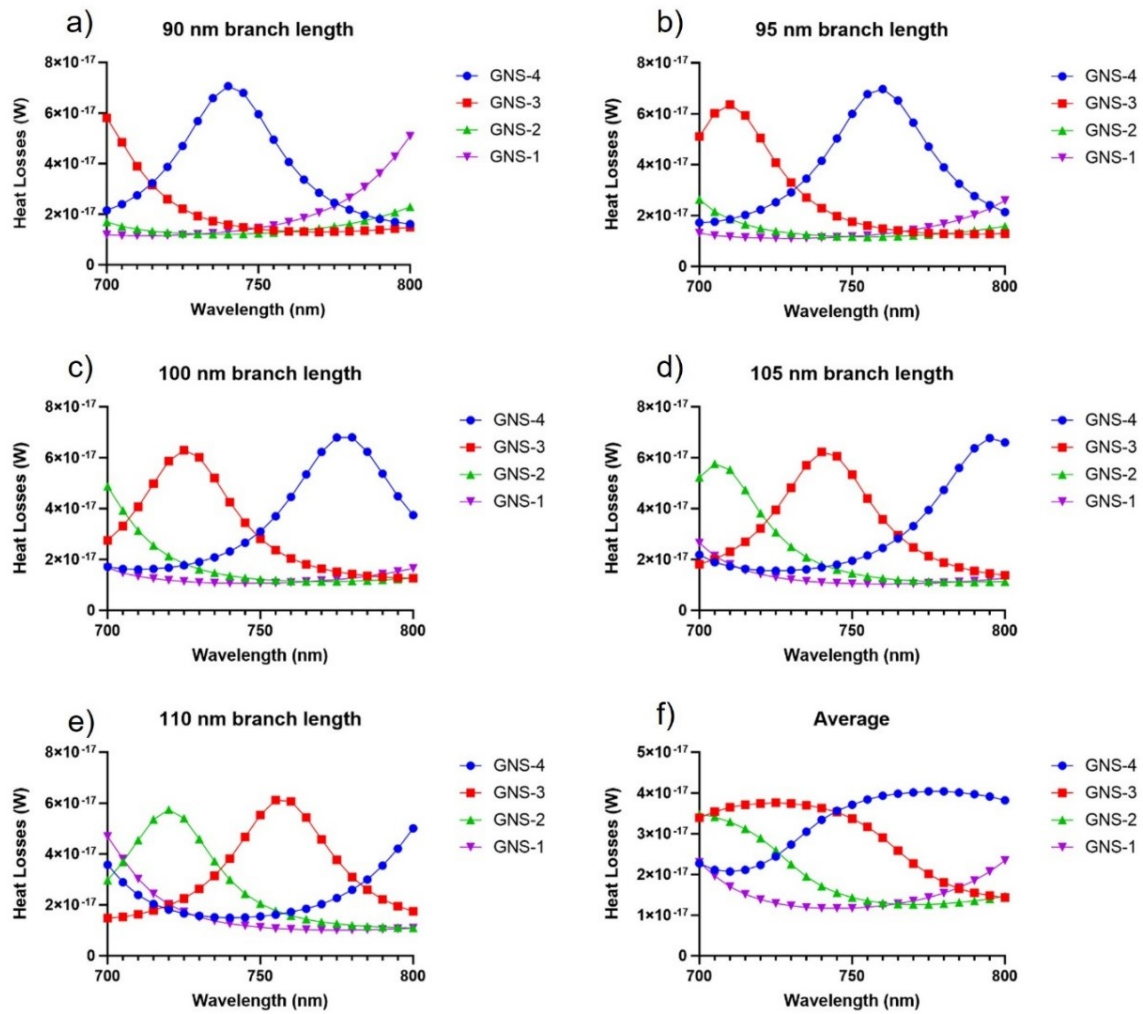 a)
90 nm branch length
8×10⁻¹⁷
6×10⁻¹⁷
4×10⁻¹⁷
2×10⁻¹⁷
0
Heat Losses (W)
700
750
800
Wavelength (nm)
GNS-4
GNS-3
GNS-2
GNS-1
b)
95 nm branch length
8×10⁻¹⁷
6×10⁻¹⁷
4×10⁻¹⁷
2×10⁻¹⁷
0
Heat Losses (W)
700
750
800
Wavelength (nm)
GNS-4
GNS-3
GNS-2
GNS-1
c)
100 nm branch length
8×10⁻¹⁷
6×10⁻¹⁷
4×10⁻¹⁷
2×10⁻¹⁷
0
Heat Losses (W)
700
750
800
Wavelength (nm)
GNS-4
GNS-3
GNS-2
GNS-1
d)
105 nm branch length
8×10⁻¹⁷
6×10⁻¹⁷
4×10⁻¹⁷
2×10⁻¹⁷
0
Heat Losses (W)
700
750
800
Wavelength (nm)
GNS-4
GNS-3
GNS-2
GNS-1
e)
110 nm branch length
8×10⁻¹⁷
6×10⁻¹⁷
4×10⁻¹⁷
2×10⁻¹⁷
0
Heat Losses (W)
700
750
800
Wavelength (nm)
GNS-4
GNS-3
GNS-2
GNS-1
f)
Average
5×10⁻¹⁷
4×10⁻¹⁷
3×10⁻¹⁷
2×10⁻¹⁷
1×10⁻¹⁷
0
Heat Losses (W)
700
750
800
Wavelength (nm)
GNS-4
GNS-3
GNS-2
GNS-1